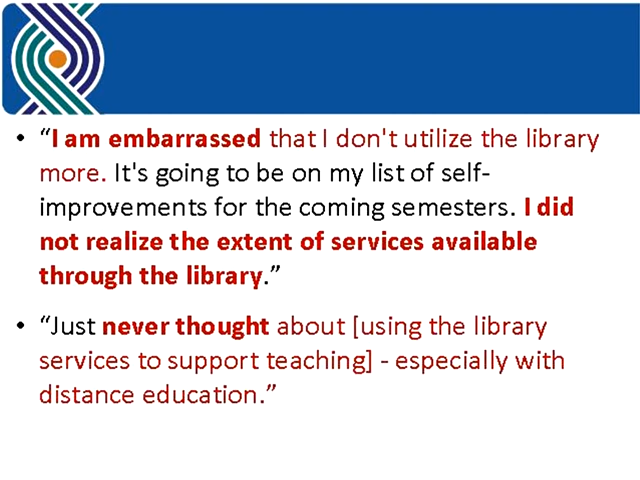 • “I am embarrassed that I don't utilize the library
more. It's going to be on my list of self-
improvements for the coming semesters. I did
not realize the extent of services available
through the library.”
• “Just never thought about [using the library
services to support teaching] - especially with
distance education.”